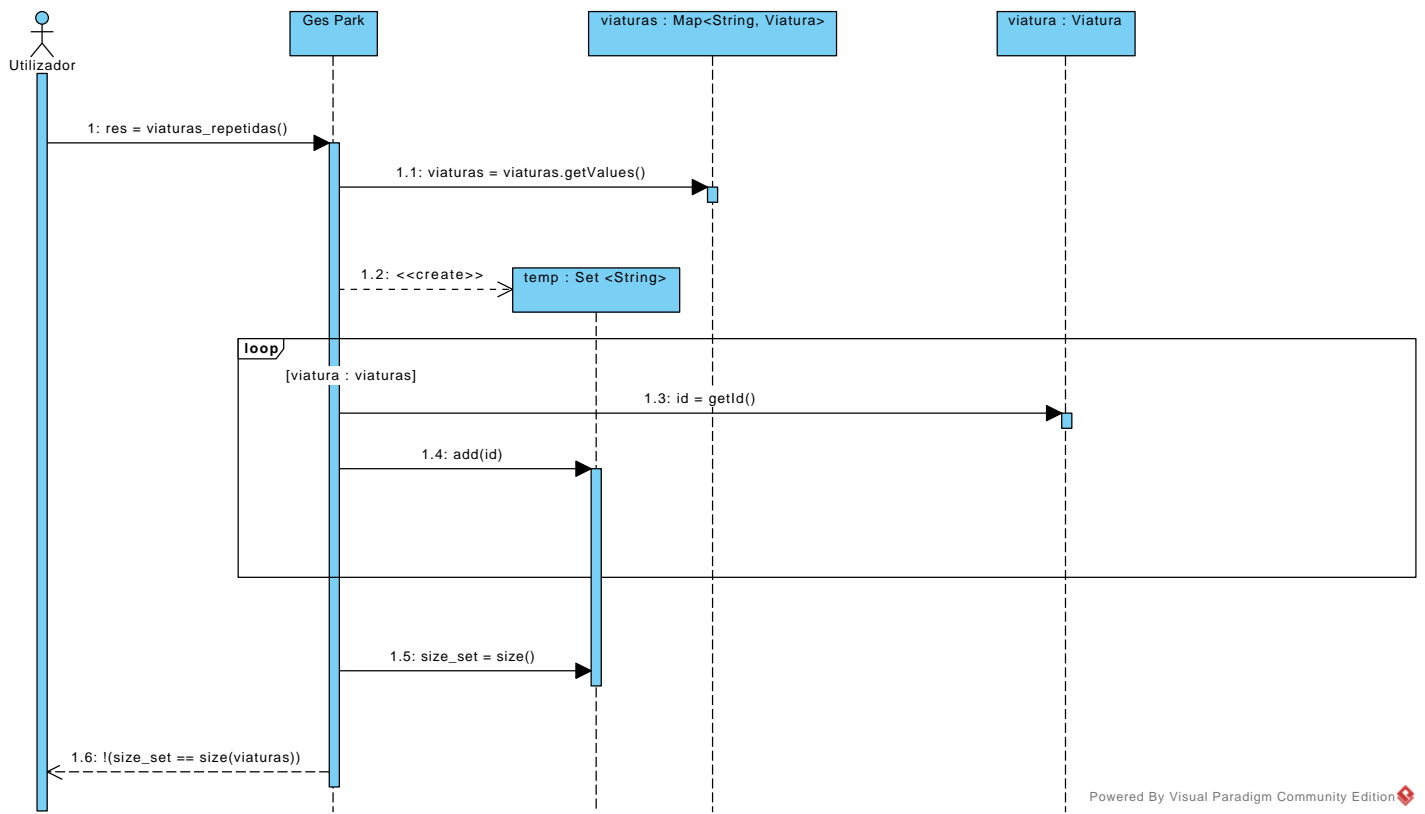 Ges Park
viaturas : Map<String, Viatura>
viatura : Viatura
Utilizador
1: res = viaturas_repetidas()
1.1: viaturas = viaturas.getValues()
1.2: <<create>>
temp : Set <String>
loop
[viatura : viaturas]
1.3: id = getId()
1.4: add(id)
1.5: size_set = size()
1.6: !(size_set == size(viaturas))
Powered By Visual Paradigm Community Edition